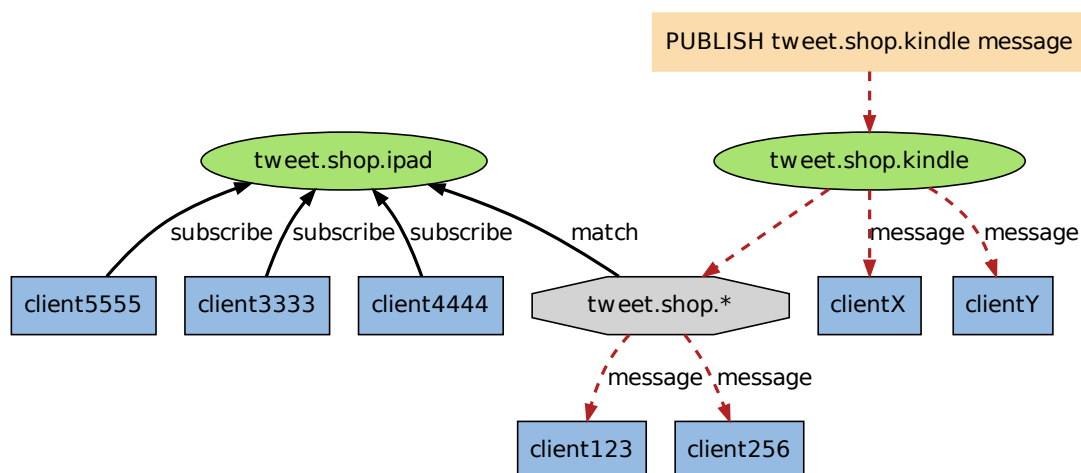 PUBLISH tweet.shop.kindle message
tweet.shop.ipad
tweet.shop.kindle
subscribe
subscribe
subscribe
match
message
message
client5555
client3333
client4444
tweet.shop.*
clientX
clientY
message
message
client123
client256